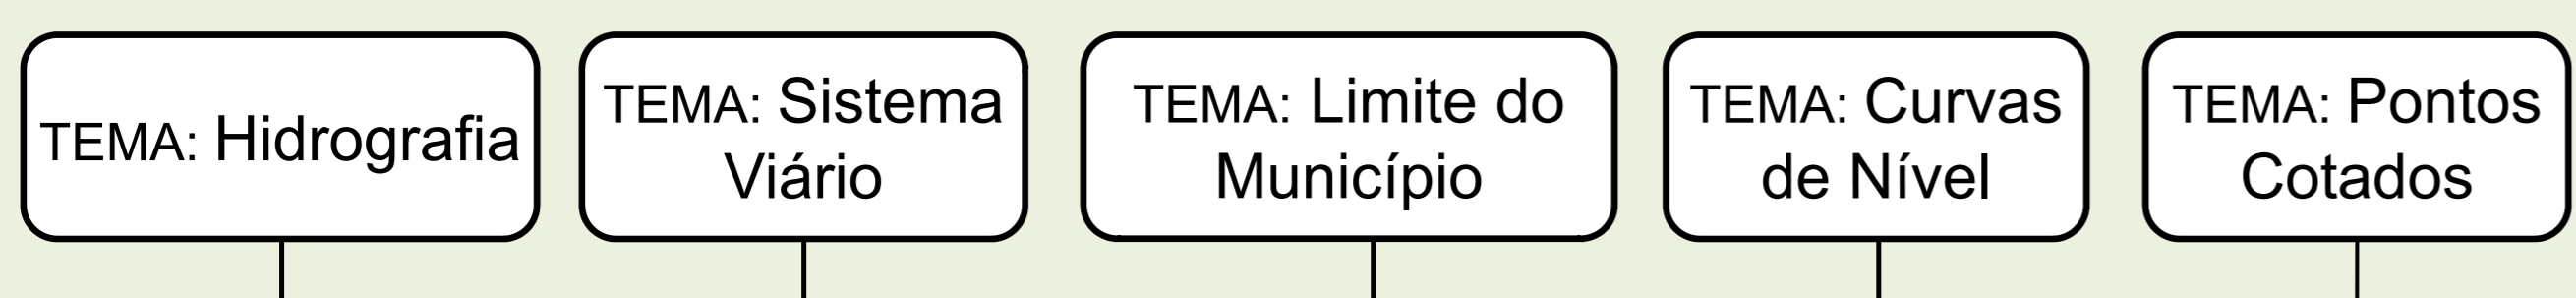 TEMA: Hidrografia
TEMA: Sistema
Viário
TEMA: Limite do
Município
TEMA: Curvas
de Nível
TEMA: Pontos
Cotados